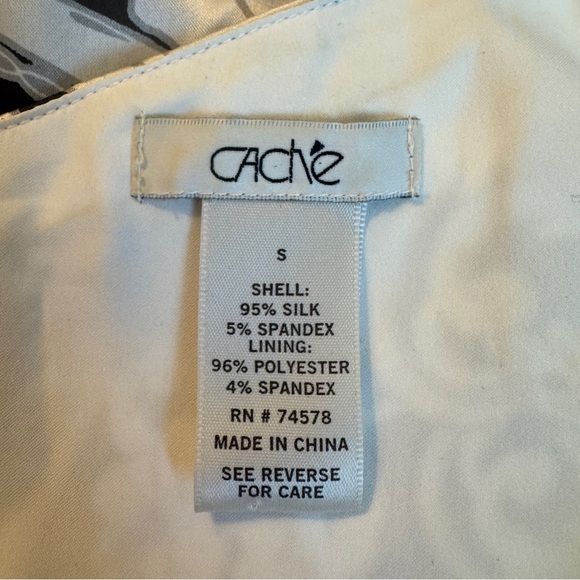 CACHÉ
S
SHELL:
95% SILK
5% SPANDEX
LINING:
96% POLYESTER
4% SPANDEX
RN # 74578
MADE IN CHINA
SEE REVERSE
FOR CARE